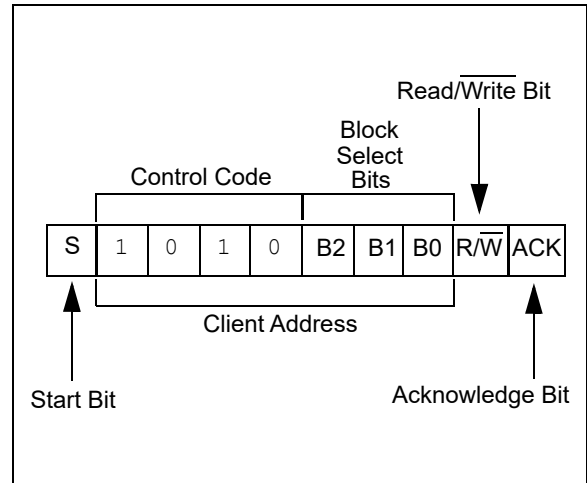 Read/Write Bit
Block
Select
Bits
Control Code
S 1 0 1 0 B2 B1 B0 R/W ACK
Client Address
Start Bit
Acknowledge Bit